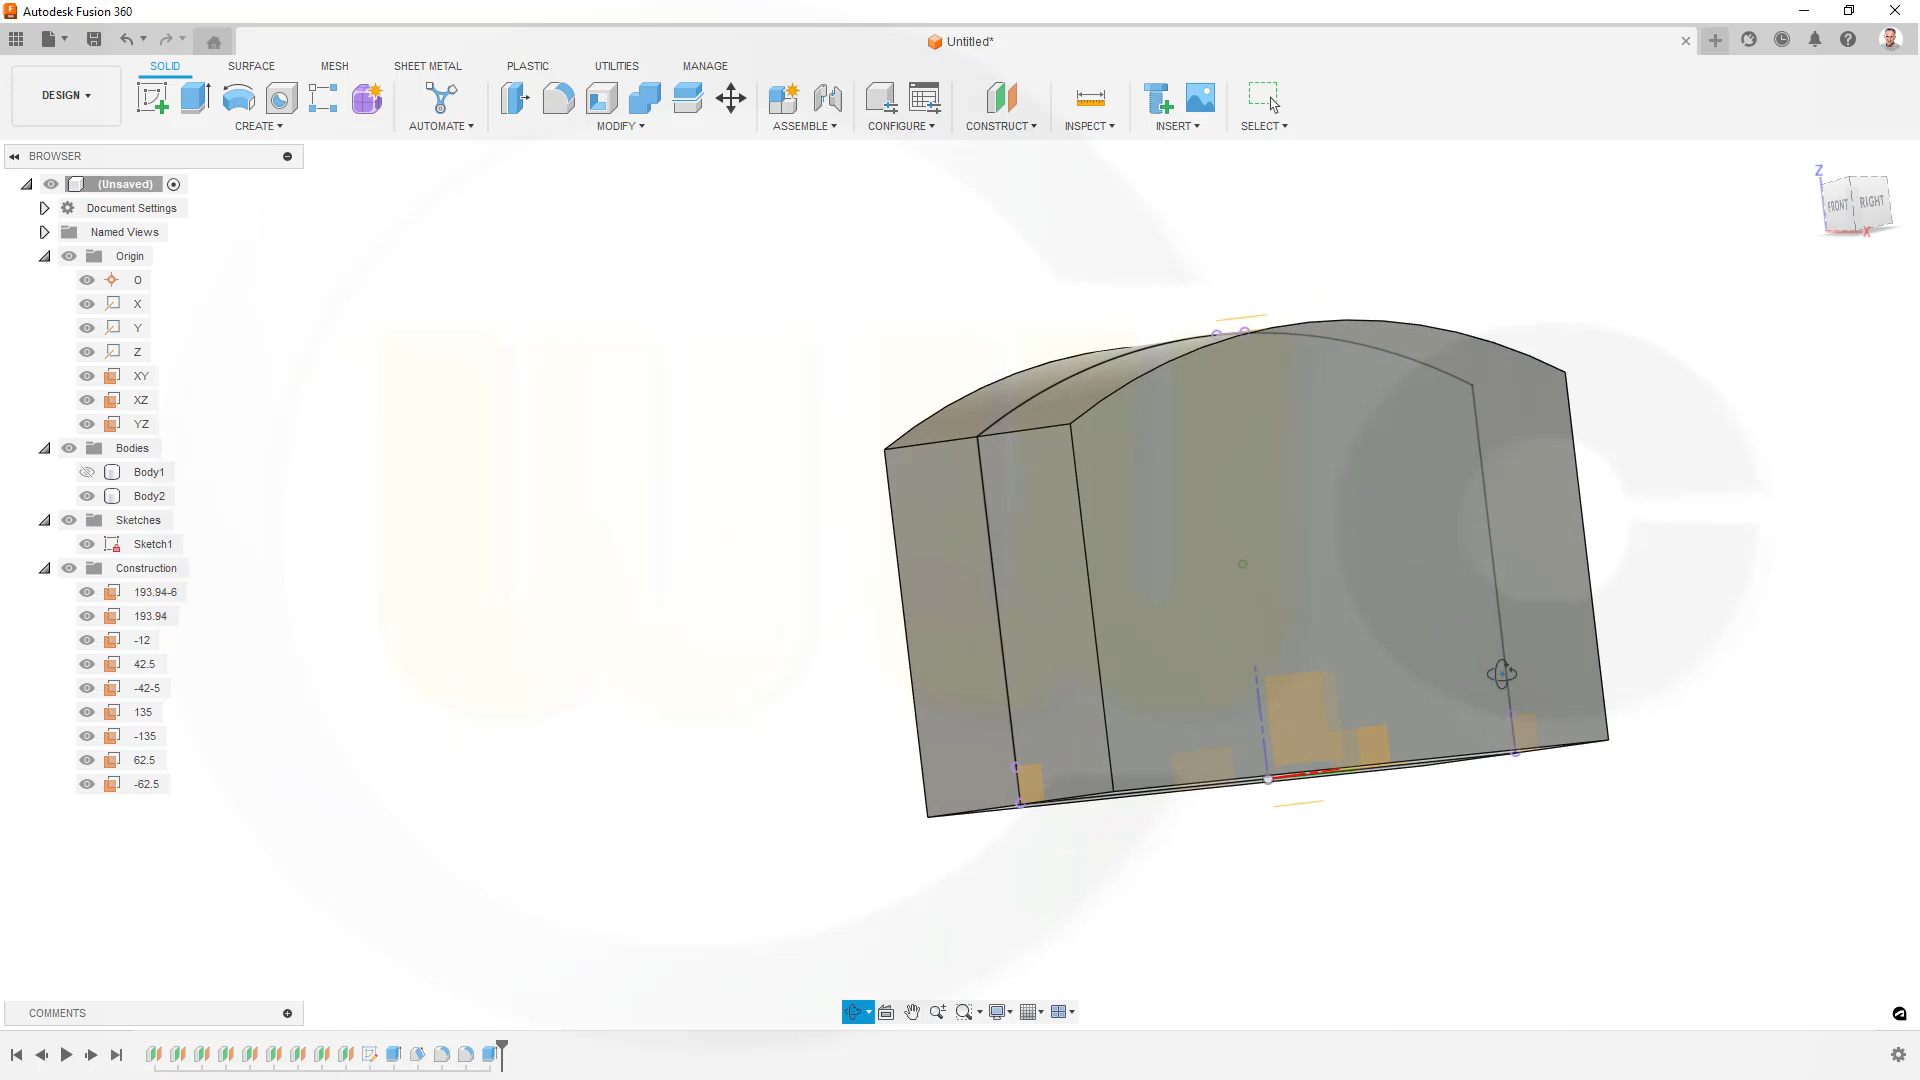 Autodesk Fusion 360
Untitled*
SOLID
SURFACE
MESH
SHEET METAL
PLASTIC
UTILITIES
MANAGE
DESIGN
CREATE
AUTOMATE
MODIFY
ASSEMBLE
CONFIGURE
CONSTRUCT
INSPECT
INSERT
SELECT
BROWSER
(Unsaved)
Document Settings
Named Views
Origin
O
X
Y
Z
XY
XZ
YZ
Bodies
Body1
Body2
Sketches
Sketch1
Construction
193.94-6
193.94
-12
42.5
-42-5
135
-135
62.5
-62.5
Z
FRONT
RIGHT
X
COMMENTS